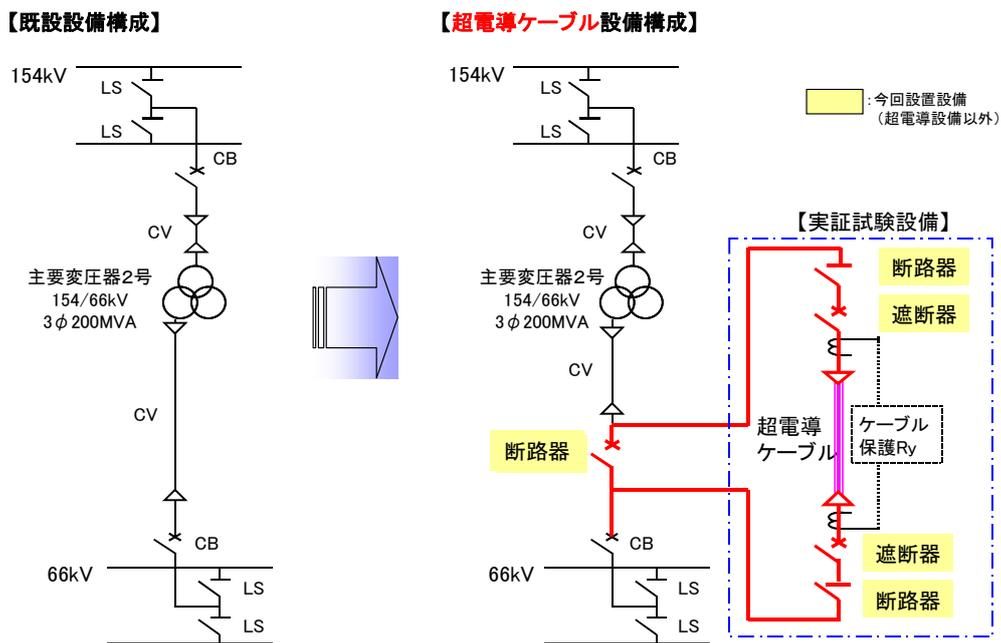 【既設設備構成】
154kV
LS
LS
CB
CV
主要変圧器2号
154/66kV
3φ200MVA
CV
CB
66kV
LS
LS
【超電導ケーブル設備構成】
154kV
LS
LS
CB
CV
主要変圧器2号
154/66kV
3φ200MVA
CV
断路器
CB
66kV
LS
LS
:今回設置設備
(超電導設備以外)
【実証試験設備】
断路器
遮断器
超電導
ケーブル
ケーブル
保護Ry
遮断器
断路器